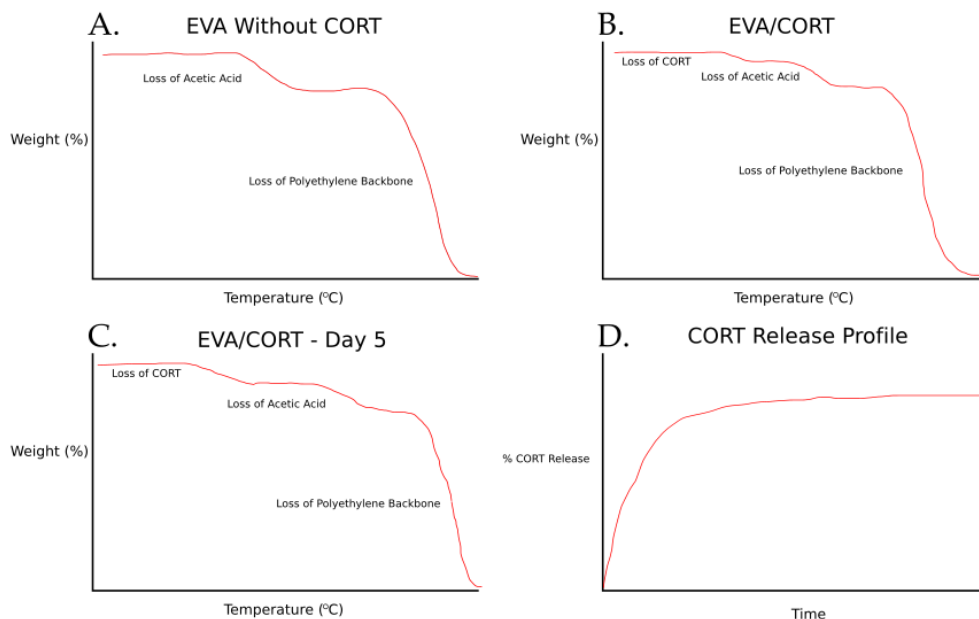 A.
EVA Without CORT
Loss of Acetic Acid
Weight (%)
Loss of Polyethylene Backbone
Temperature (ºC)
B.
EVA/CORT
Loss of CORT
Loss of Acetic Acid
Weight (%)
Loss of Polyethylene Backbone
Temperature (ºC)
C.
EVA/CORT - Day 5
Loss of CORT
Loss of Acetic Acid
Weight (%)
Loss of Polyethylene Backbone
Temperature (ºC)
D.
CORT Release Profile
% CORT Release
Time